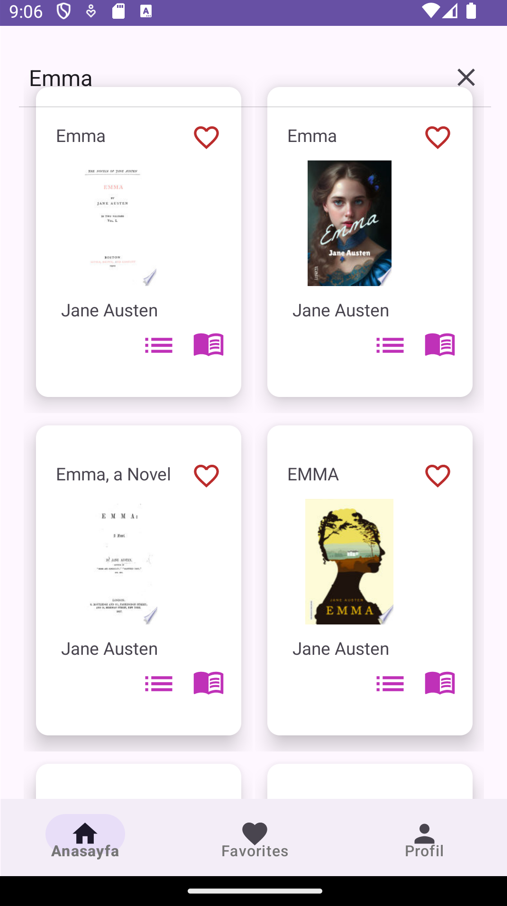 9:06
A
Emma
Emma
Emma
EMMA
JANE AUSTEN
BOSTON
Emma
Jane Austen
Jane Austen
Jane Austen
Emma, a Novel
EMMA
E M M A:
JANE AUSTEN
EMMA
Jane Austen
Jane Austen
Anasayfa
Favorites
Profil